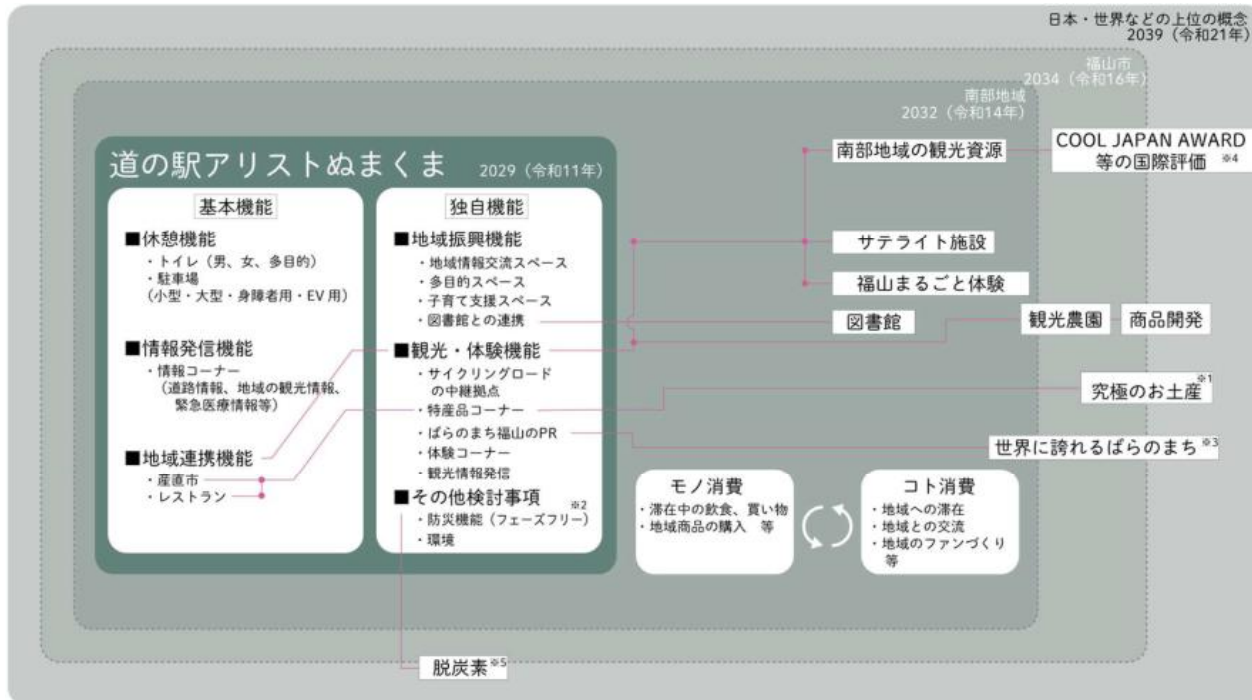 日本・世界などの上位の概念
2039（令和21年）
福山市
2034（令和16年）
南部地域
2032（令和14年）
道の駅アリストぬまくま
2029（令和11年）
基本機能
■休憩機能
・トイレ（男、女、多目的）
・駐車場
（小型・大型・身障者用・EV用）
■情報発信機能
・情報コーナー
（道路情報、地域の観光情報、
緊急医療情報等）
■地域連携機能
・産直市
・レストラン
独自機能
■地域振興機能
・地域情報交流スペース
・多目的スペース
・子育て支援スペース
・図書館との連携
■観光・体験機能
・サイクリングロード
の中継拠点
・特産品コーナー
・ばらのまち福山のPR
・体験コーナー
・観光情報発信
■その他検討事項
※2
・防災機能（フェーズフリー）
・環境
南部地域の観光資源
COOL JAPAN AWARD
等の国際評価 ※4
サテライト施設
福山まるごと体験
図書館
観光農園
商品開発
究極のお土産※1
世界に誇れるばらのまち※3
モノ消費
・滞在中の飲食、買い物
・地域商品の購入　等
コト消費
・地域への滞在
・地域との交流
・地域のファンづくり
等
脱炭素※5